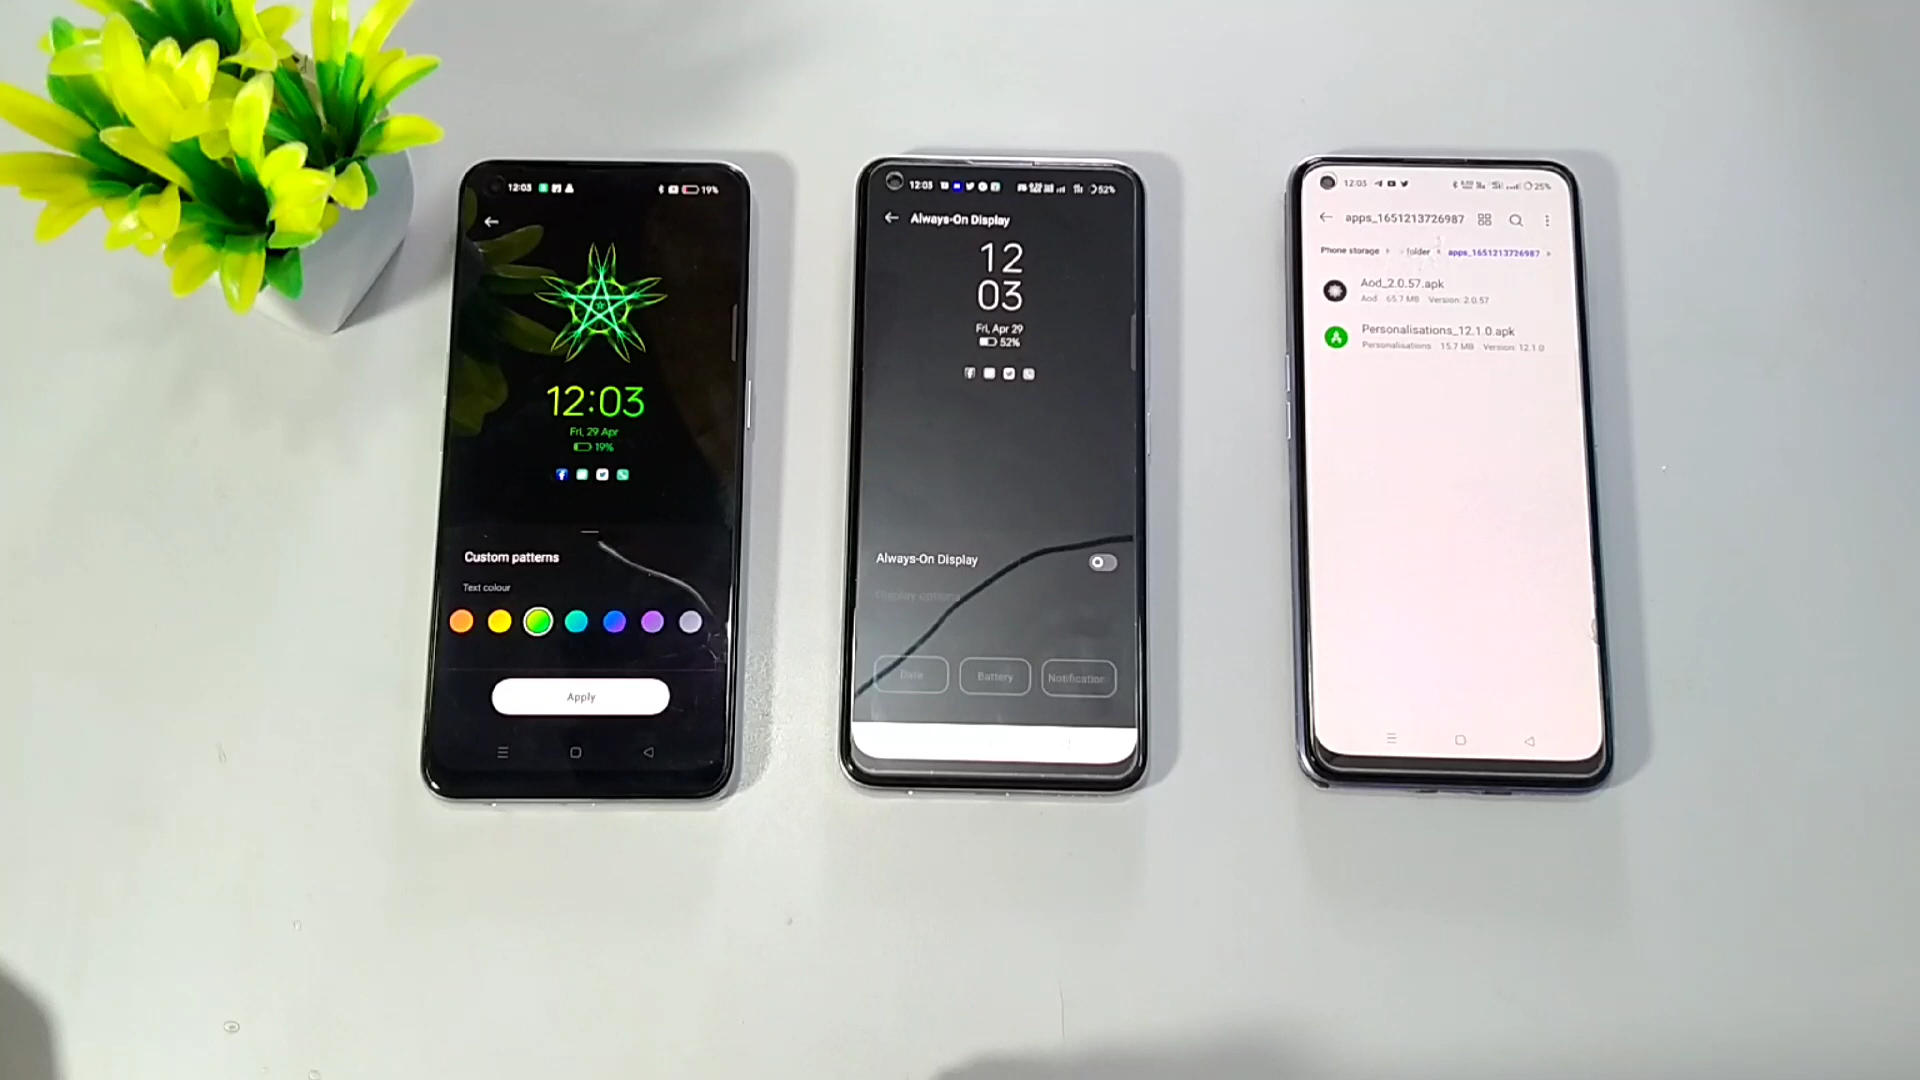 12:03
19%
12:03
Fri, 29 Apr
19%
Custom patterns
Text colour
Apply
12:03
52%
Always-On Display
12
03
Fri, Apr 29
52%
Always-On Display
Display options
Date
Battery
Notification
12:03
25%
apps_1651213726987
Phone storage
folder
apps_1651213726987
Aod_2.0.57.apk
Aod 65.7 MB Version: 2.0.57
Personalisations_12.1.0.apk
Personalisations 15.7 MB Version: 12.1.0